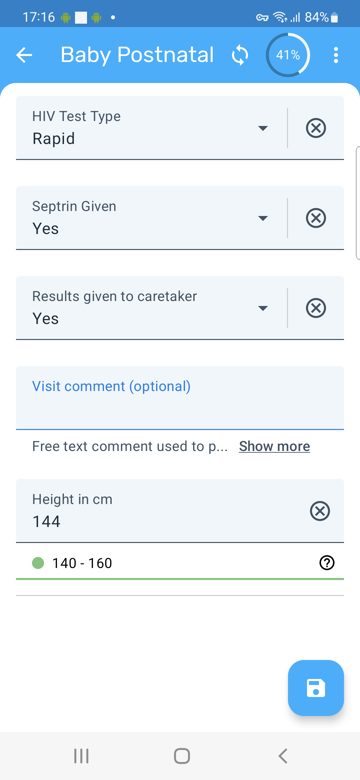 17:16
84%
Baby Postnatal
41%
HIV Test Type
Rapid
Septrin Given
Yes
Results given to caretaker
Yes
Visit comment (optional)
Free text comment used to p... Show more
Height in cm
144
140 - 160